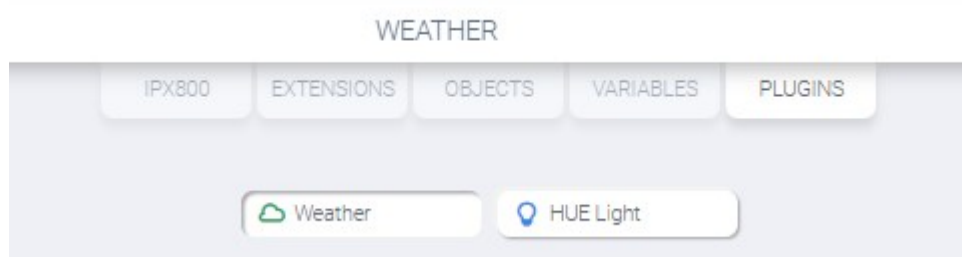 WEATHER
IPX800 EXTENSIONS OBJECTS VARIABLES PLUGINS
Weather HUE Light